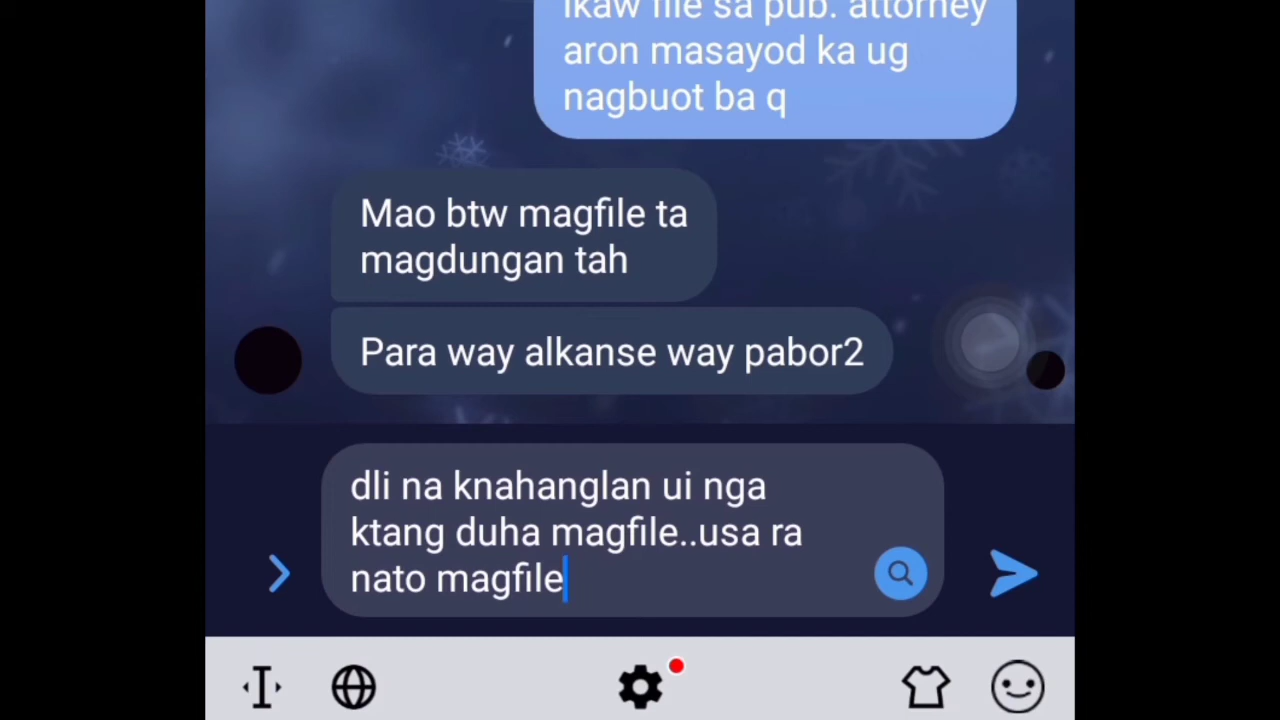 ikaw file sa pub. attorney
aron masayod ka ug
nagbuot ba q
Mao btw magfile ta
magdungan tah
Para way alkanse way pabor2
dli na knahanglan ui nga
ktang duha magfile..usa ra
nato magfile